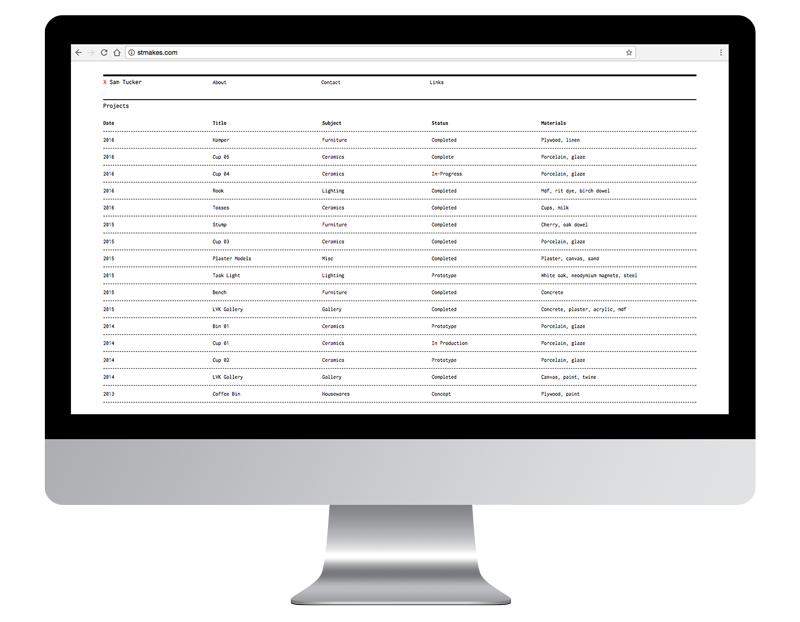 stmakes.com
X Sam Tucker About Contact Links
Projects
Date Title Subject Status Materials
2016 Hamper Furniture Completed Plywood, linen
2016 Cup 05 Ceramics Complete Porcelain, glaze
2016 Cup 04 Ceramics In-Progress Porcelain, glaze
2016 Rook Lighting Completed Mdf, rit dye, birch dowel
2016 Tosses Ceramics Completed Cups, milk
2015 Stump Furniture Completed Cherry, oak dowel
2015 Cup 03 Ceramics Completed Porcelain, glaze
2015 Plaster Models Misc Completed Plaster, canvas, sand
2015 Task Light Lighting Prototype White oak, neodymium magnets, steel
2015 Bench Furniture Completed Concrete
2015 LVK Gallery Gallery Completed Concrete, plaster, acrylic, mdf
2014 Bin 01 Ceramics Prototype Porcelain, glaze
2014 Cup 01 Ceramics In Production Porcelain, glaze
2014 Cup 02 Ceramics Prototype Porcelain, glaze
2014 LVK Gallery Gallery Completed Canvas, paint, twine
2013 Coffee Bin Housewares Concept Plywood, paint